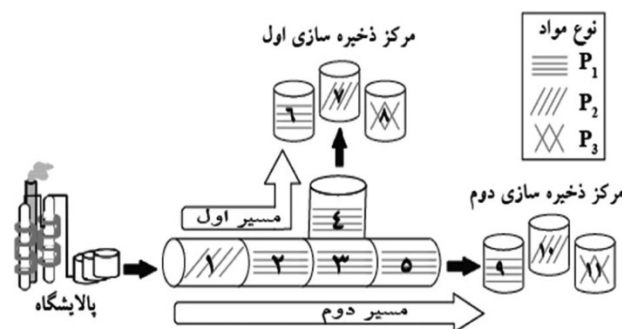 مرکز ذخیره سازی اول
نوع مواد
P₁
P₂
P₃
۶
۷
۸
مرکز ذخیره سازی دوم
مسیر اول
۴
۱
۲
۳
۵
۹
۱۰
۱۱
پالایشگاه
مسیر دوم